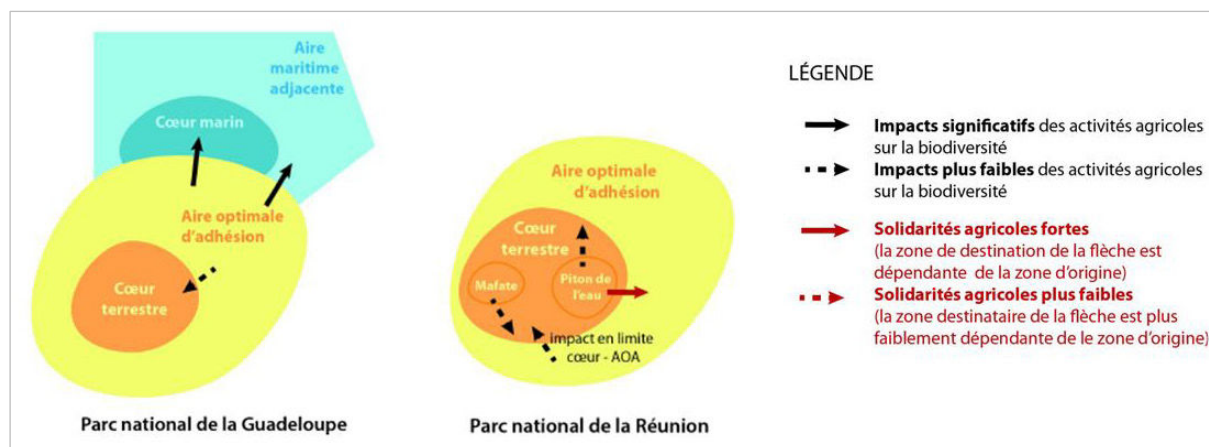 Aire
maritime
adjacente
Cœur marin
Aire optimale
d'adhésion
Cœur
terrestre
Parc national de la Guadeloupe
Aire optimale
d'adhésion
Cœur
terrestre
Mafate
Piton de
l'eau
impact en limite
cœur - AOA
Parc national de la Réunion
LÉGENDE
Impacts significatifs des activités agricoles
sur la biodiversité
Impacts plus faibles des activités agricoles
sur la biodiversité
Solidarités agricoles fortes
(la zone de destination de la flèche est
dépendante de la zone d'origine)
Solidarités agricoles plus faibles
(la zone destinataire de la flèche est plus
faiblement dépendante de le zone d'origine)